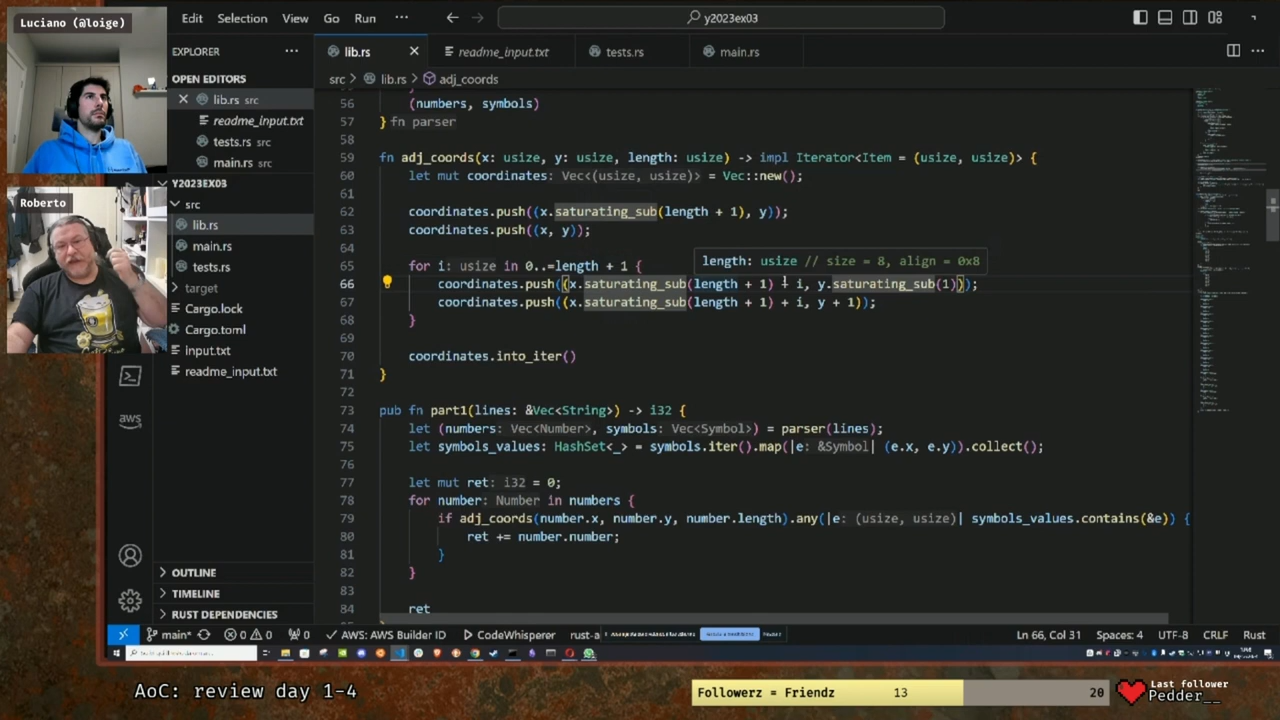 Luciano (@loige)
Roberto
Edit Selection View Go Run ···
y2023ex03
EXPLORER ···
OPEN EDITORS
lib.rs src
readme_input.txt
tests.rs src
main.rs src
Y2023EX03
src
lib.rs
main.rs
tests.rs
target
Cargo.lock
Cargo.toml
input.txt
readme_input.txt
aws
OUTLINE
TIMELINE
RUST DEPENDENCIES
lib.rs readme_input.txt tests.rs main.rs
src > lib.rs > adj_coords
56 (numbers, symbols)
57 } fn parser
58
59 fn adj_coords(x: usize, y: usize, length: usize) -> impl Iterator<Item = (usize, usize)> {
60 let mut coordinates: Vec<(usize, usize)> = Vec::new();
61
62 coordinates.push((x.saturating_sub(length + 1), y));
63 coordinates.push((x, y));
64
length: usize // size = 8, align = 0x8
65 for i: usize in 0..=length + 1 {
66 coordinates.push((x.saturating_sub(length + 1) + i, y.saturating_sub(1)));
67 coordinates.push((x.saturating_sub(length + 1) + i, y + 1));
68 }
69
70 coordinates.into_iter()
71 }
72
73 pub fn part1(lines: &Vec<String>) -> i32 {
74 let (numbers: Vec<Number>, symbols: Vec<Symbol>) = parser(lines);
75 let symbols_values: HashSet<_> = symbols.iter().map(|e: &Symbol| (e.x, e.y)).collect();
76
77 let mut ret: i32 = 0;
78 for number: Number in numbers {
79 if adj_coords(number.x, number.y, number.length).any(|e: (usize, usize)| symbols_values.contains(&e)) {
80 ret += number.number;
81 }
82 }
83
84 ret
main* 0 0 0 AWS: AWS Builder ID CodeWhisperer rust-a
Ln 66, Col 31 Spaces: 4 UTF-8 CRLF Rust
AoC: review day 1-4
Followerz = Friendz 13 20
Last follower
Pedder__